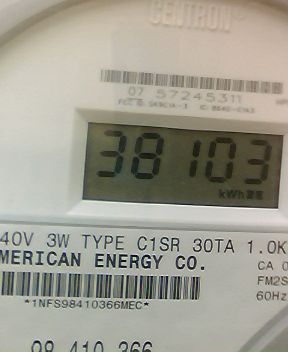 CENTRON
07 57245311
38103
kWh
40V 3W TYPE C1SR 30TA 1.0K
MERICAN ENERGY CO.
CA 0
FM2S
60Hz
*1NFS98410366MEC*
98 410 366